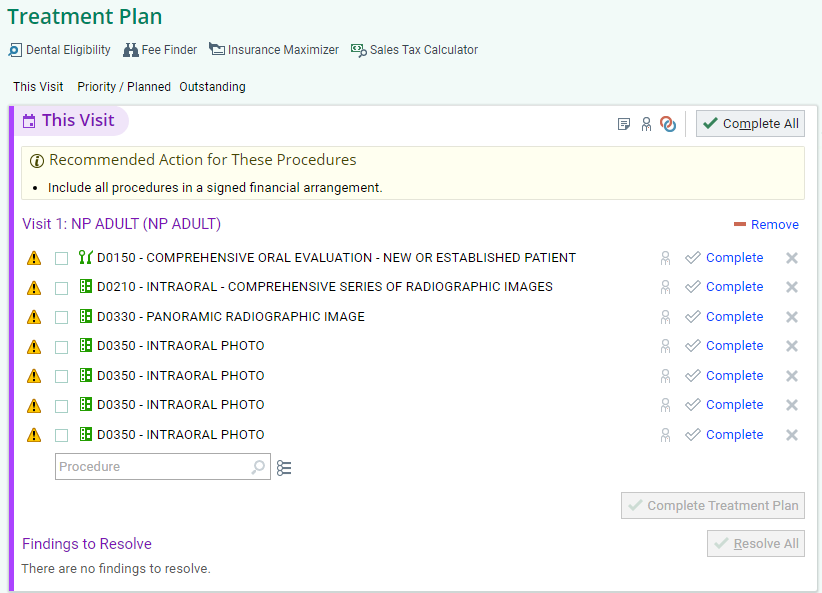 Treatment Plan
Dental Eligibility Fee Finder Insurance Maximizer Sales Tax Calculator
This Visit Priority / Planned Outstanding
This Visit Complete All
Recommended Action for These Procedures
• Include all procedures in a signed financial arrangement.
Visit 1: NP ADULT (NP ADULT) Remove
D0150 - COMPREHENSIVE ORAL EVALUATION - NEW OR ESTABLISHED PATIENT Complete
D0210 - INTRAORAL - COMPREHENSIVE SERIES OF RADIOGRAPHIC IMAGES Complete
D0330 - PANORAMIC RADIOGRAPHIC IMAGE Complete
D0350 - INTRAORAL PHOTO Complete
D0350 - INTRAORAL PHOTO Complete
D0350 - INTRAORAL PHOTO Complete
D0350 - INTRAORAL PHOTO Complete
Procedure
Complete Treatment Plan
Findings to Resolve Resolve All
There are no findings to resolve.